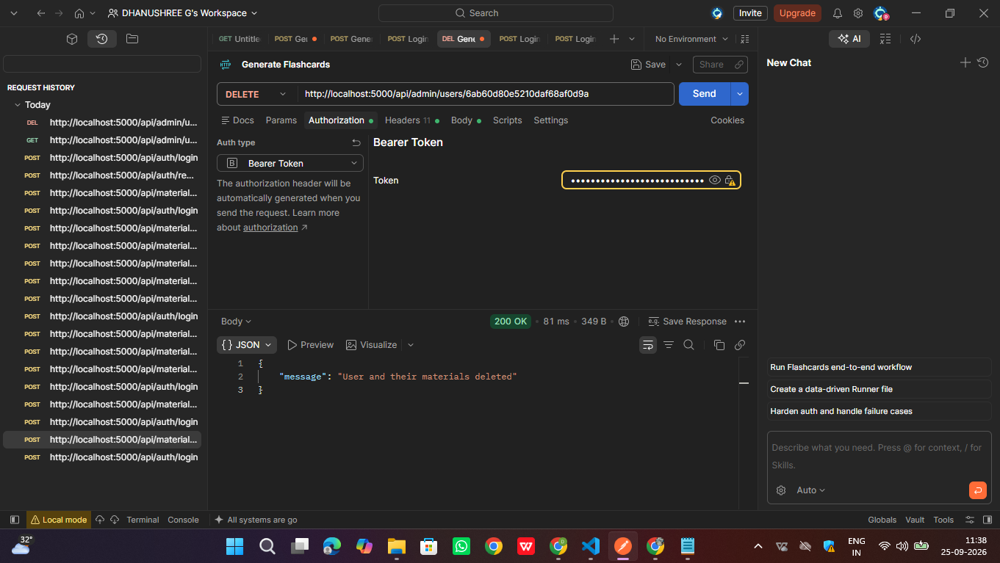 DHANUSHREE G's Workspace
Search
Invite
Upgrade
GET Untitle
POST Ger
POST Gene
POST Login
DEL Gene
POST Login
POST Login
No Environment
AI
Generate Flashcards
Save
Share
New Chat
REQUEST HISTORY
Today
DEL http://localhost:5000/api/admin/u...
GET http://localhost:5000/api/admin/u...
POST http://localhost:5000/api/auth/login
POST http://localhost:5000/api/auth/re...
POST http://localhost:5000/api/material...
POST http://localhost:5000/api/auth/login
POST http://localhost:5000/api/material...
POST http://localhost:5000/api/material...
POST http://localhost:5000/api/material...
POST http://localhost:5000/api/material...
POST http://localhost:5000/api/material...
POST http://localhost:5000/api/auth/login
POST http://localhost:5000/api/material...
POST http://localhost:5000/api/material...
POST http://localhost:5000/api/material...
POST http://localhost:5000/api/auth/login
POST http://localhost:5000/api/material...
POST http://localhost:5000/api/auth/login
POST http://localhost:5000/api/material...
POST http://localhost:5000/api/auth/login
DELETE http://localhost:5000/api/admin/users/6ab60d80e5210daf68af0d9a
Send
Docs Params Authorization Headers 11 Body Scripts Settings Cookies
Auth type
B Bearer Token
The authorization header will be
automatically generated when you
send the request. Learn more
about authorization ↗
Bearer Token
Token
Body
200 OK • 81 ms • 349 B
e.g. Save Response
{} JSON Preview Visualize
1 {
2 "message": "User and their materials deleted"
3 }
Run Flashcards end-to-end workflow
Create a data-driven Runner file
Harden auth and handle failure cases
Describe what you need. Press @ for context, / for
Skills.
Auto
Local mode
Terminal
Console
All systems are go
Globals
Vault
Tools
32°
ENG
IN
11:38
25-09-2026